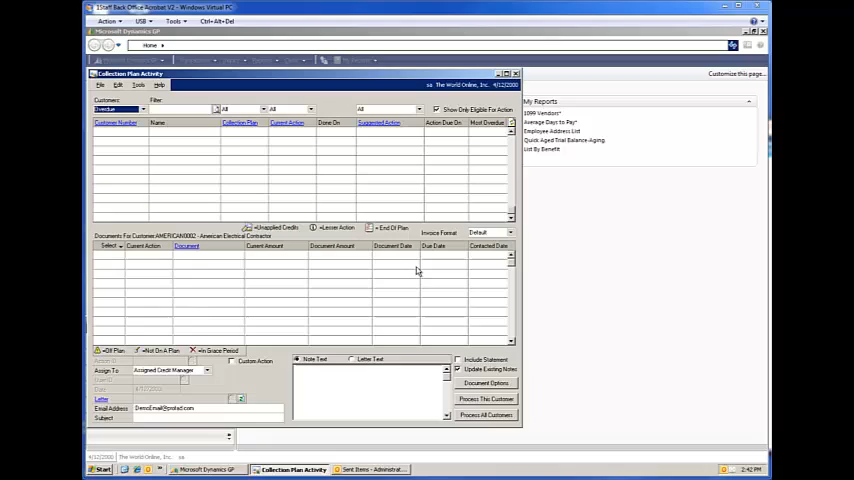 1Staff Back Office Acrobat V2 - Windows Virtual PC
Action USB Tools Ctrl+Alt+Del
Microsoft Dynamics GP
Home
Customize this page...
Collection Plan Activity
File Edit Tools Help
sa The World Online, Inc. 4/12/2000
Customers: Filter:
Overdue All All All Show Only Eligible For Action
Customer Number Name Collection Plan Current Action Done On Suggested Action Action Due On Most Overdue
My Reports
1099 Vendors*
Average Days to Pay*
Employee Address List
Quick Aged Trial Balance-Aging
List By Benefit
=Unapplied Credits =Lesser Action = End Of Plan Invoice Format Default
Documents For Customer:AMERICAN0002 - American Electrical Contractor
Select Current Action Document Current Amount Document Amount Document Date Due Date Contacted Date
=Off Plan =Not On A Plan =In Grace Period
Action ID Custom Action
Assign To Assigned Credit Manager
User ID
Date
Letter
Email Address DemoEmail@profad.com
Subject
Note Text Letter Text
Include Statement
Update Existing Notes
Document Options
Process This Customer
Process All Customers
4/12/2000 The World Online, Inc. sa
Start Microsoft Dynamics GP Collection Plan Activity Sent Items - Administrat... 2:42 PM